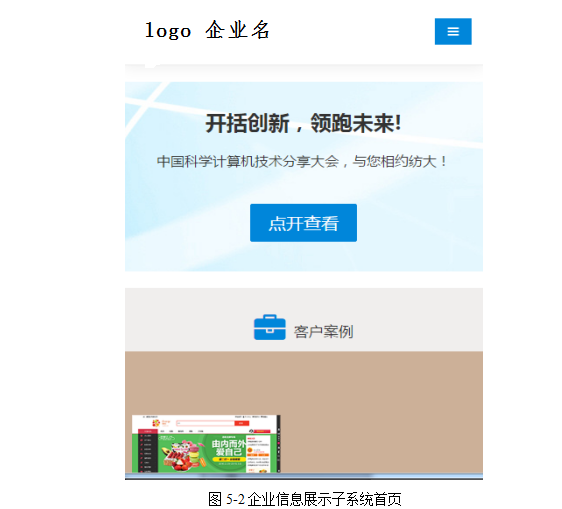 logo 企业名
开括创新，领跑未来!
中国科学计算机技术分享大会，与您相约纺大！
点开查看
客户案例
由内而外
爱自己
图 5-2 企业信息展示子系统首页